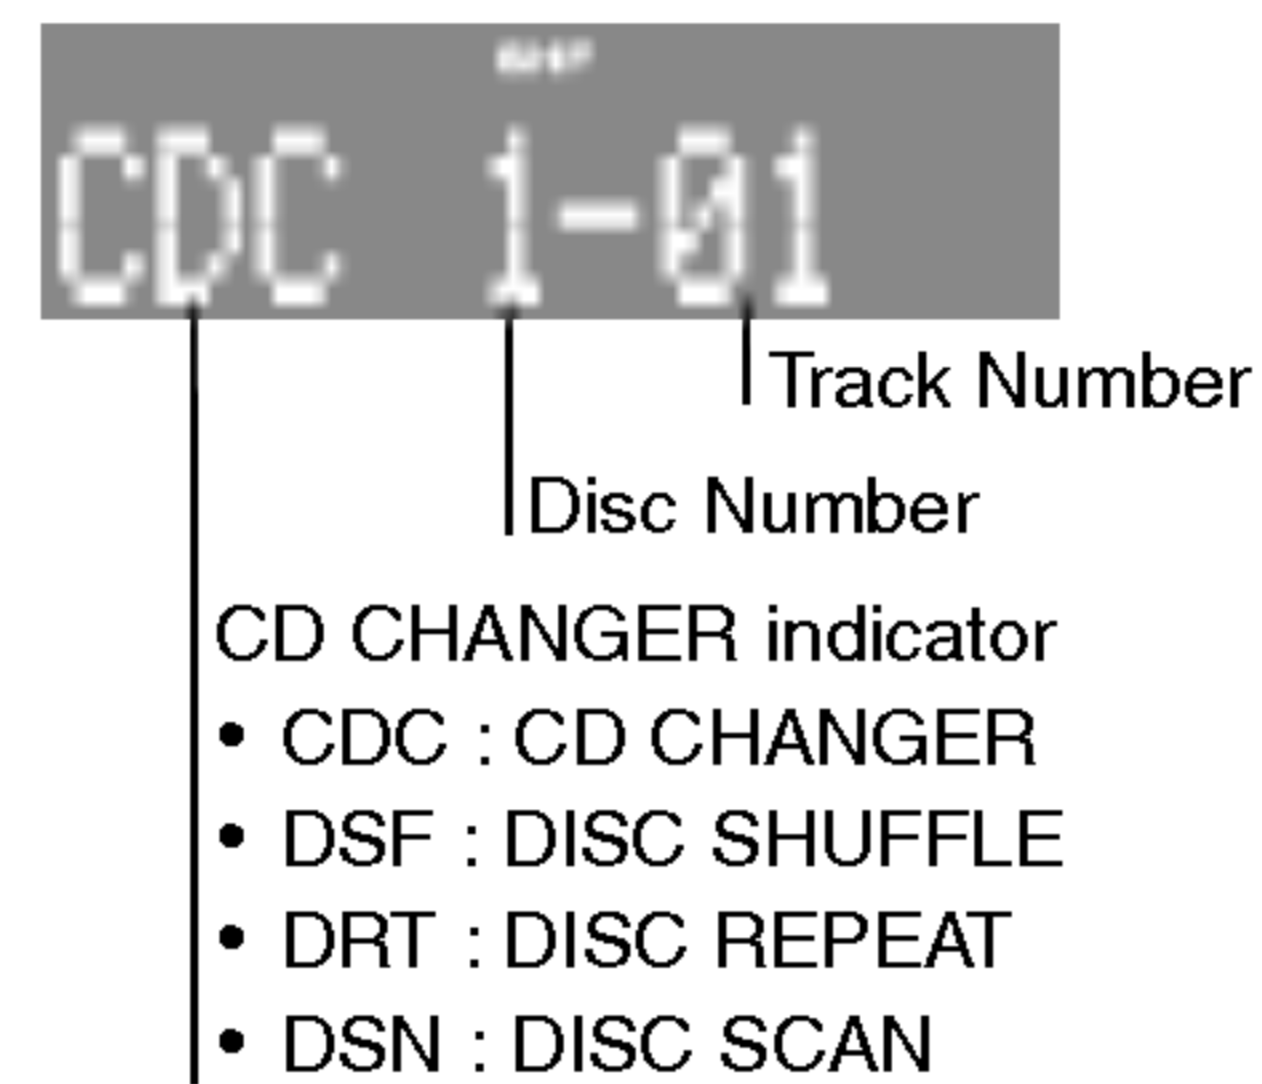 CDC 1-01
Track Number
Disc Number
CD CHANGER indicator
• CDC : CD CHANGER
• DSF : DISC SHUFFLE
• DRT : DISC REPEAT
• DSN : DISC SCAN